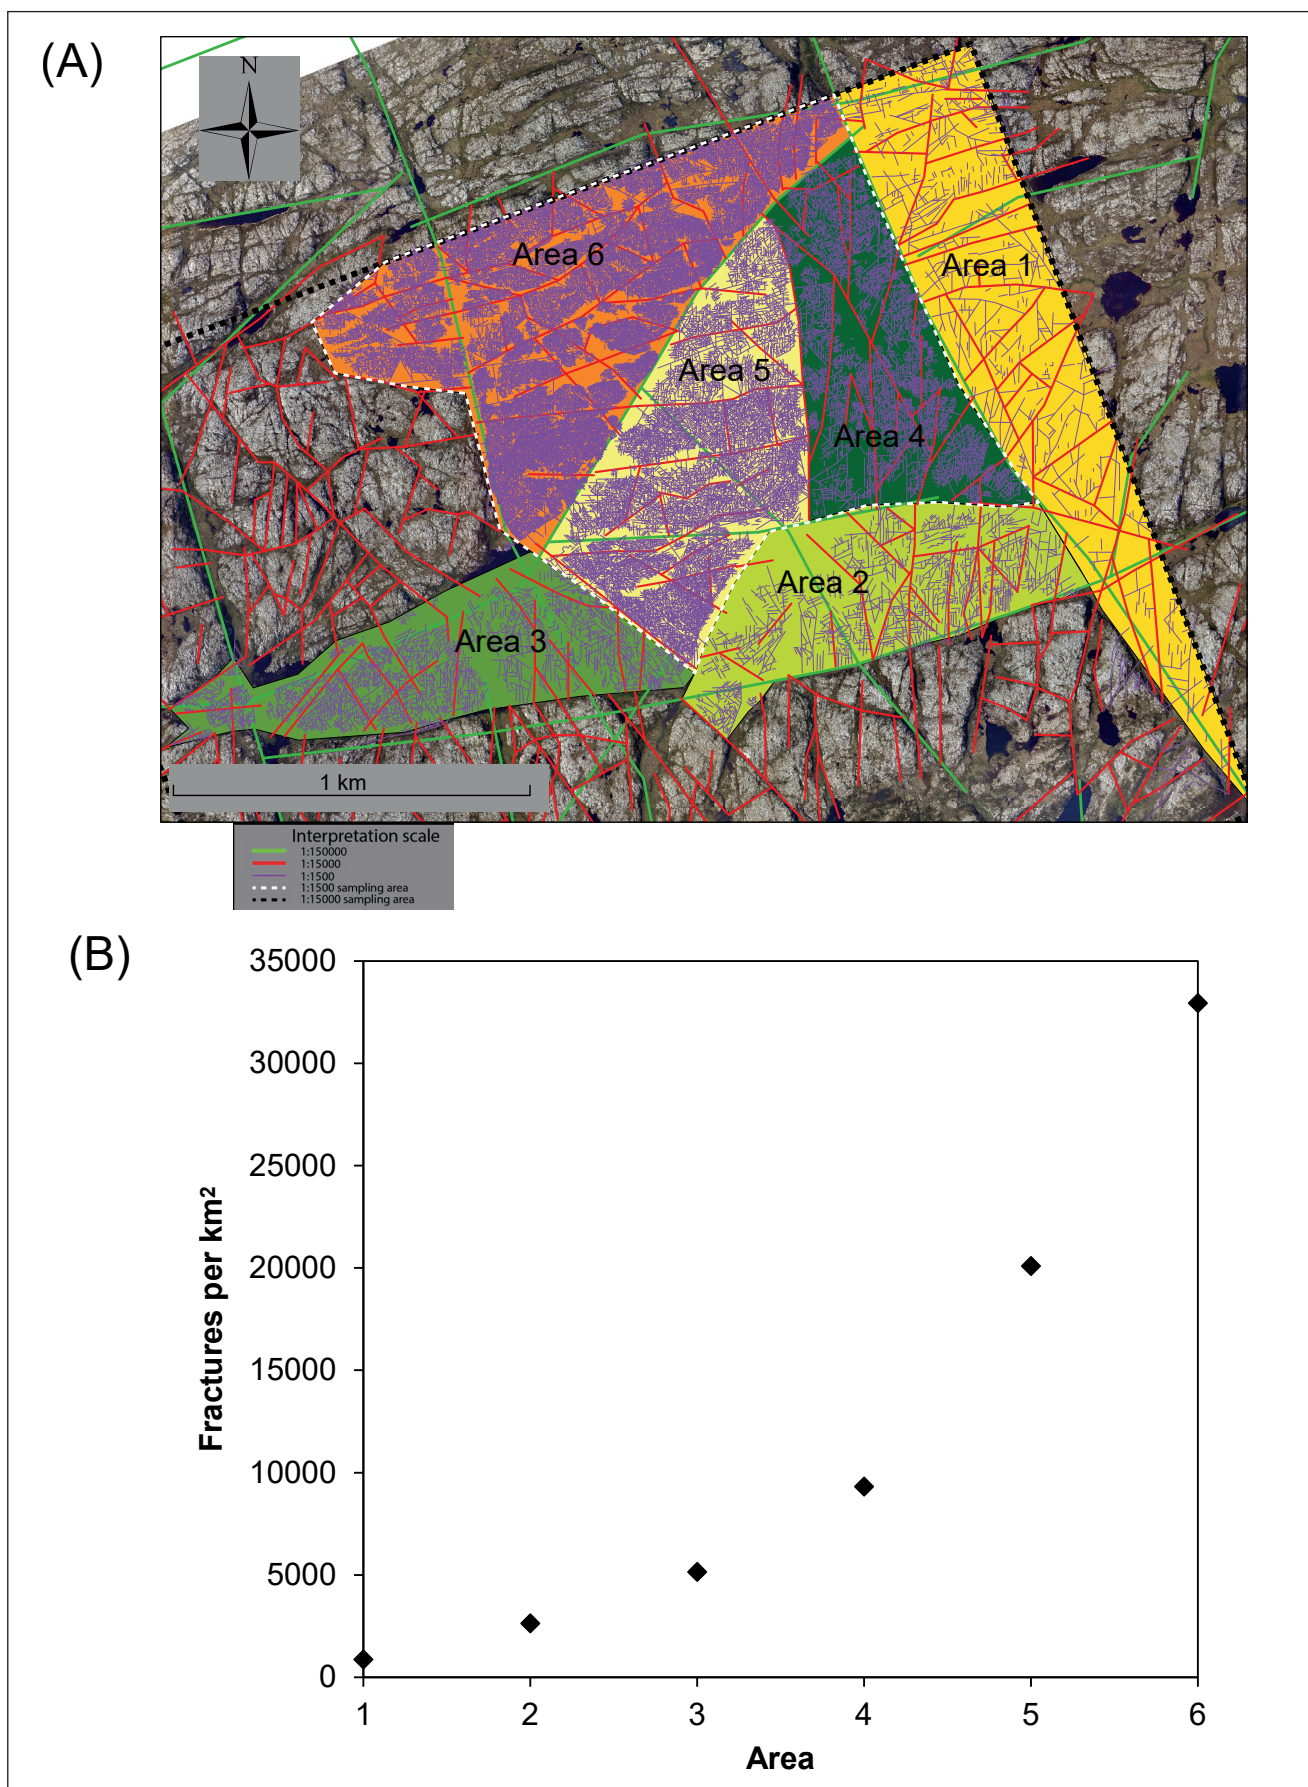 (A)
N
Area 6
Area 1
Area 5
Area 4
Area 2
Area 3
1 km
Interpretation scale
1:150000
1:15000
1:1500
1:1500 sampling area
1:15000 sampling area
(B)
35000
30000
25000
20000
15000
10000
5000
0
Fractures per km²
1 2 3 4 5 6
Area